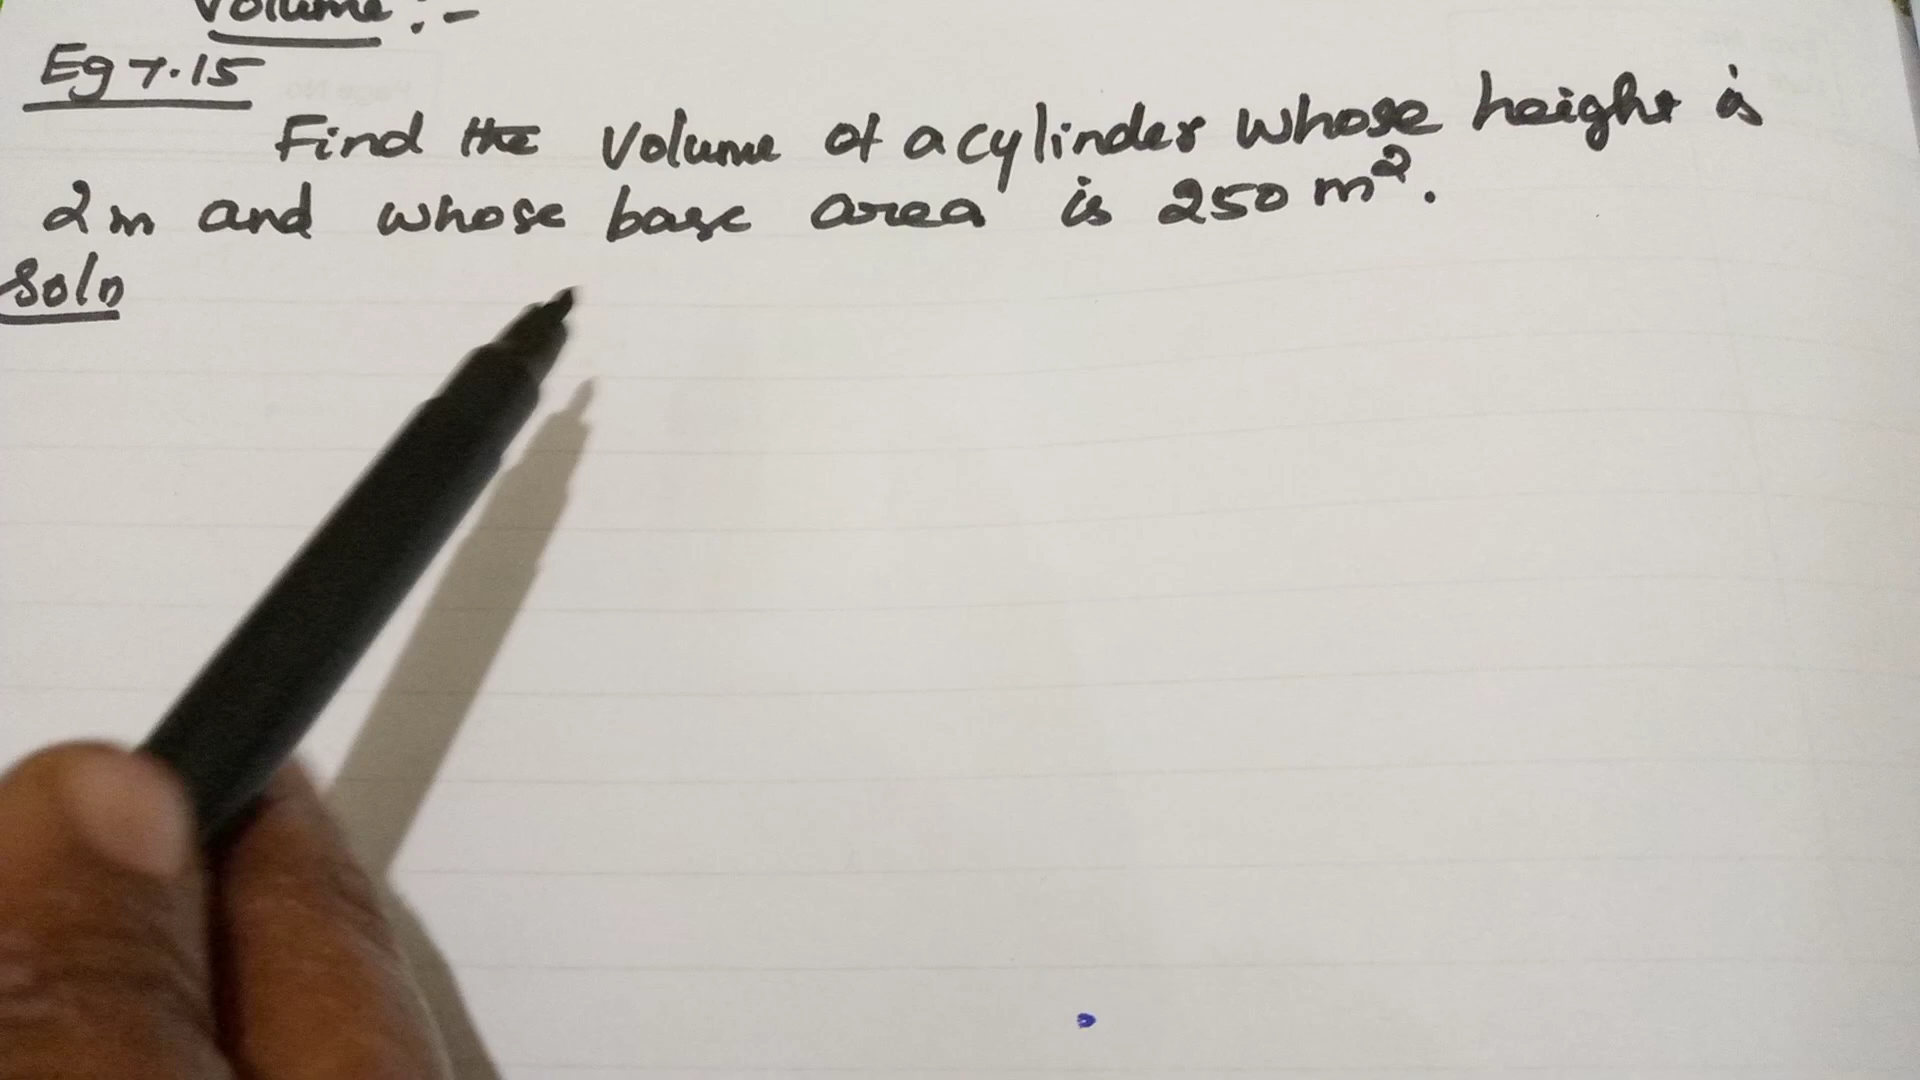 Volume :-
Eg 7.15
Find the Volume of a cylinder whose height is
2m and whose base area is 250 m².
Soln